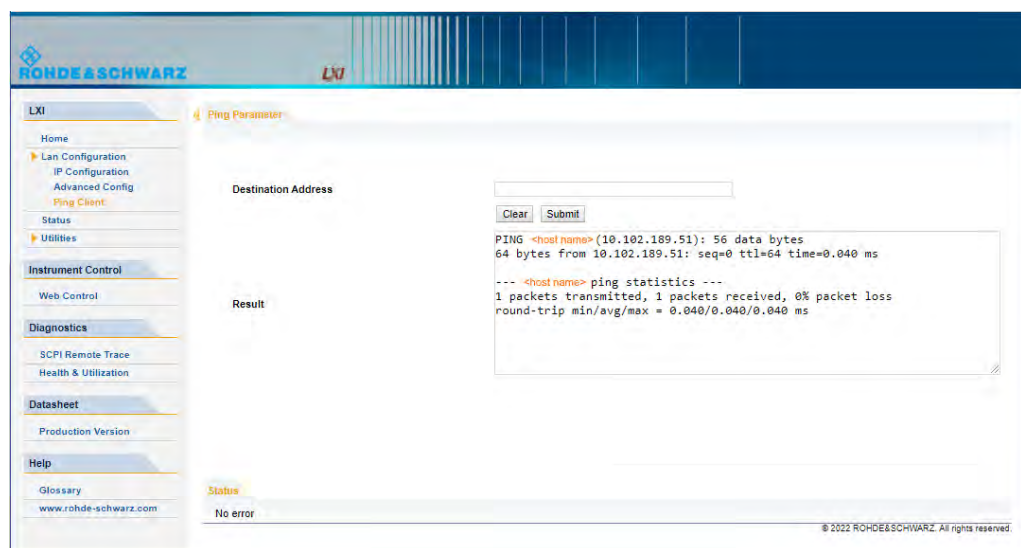 ROHDE&SCHWARZ
LXI
LXI
Home
Lan Configuration
IP Configuration
Advanced Config
Ping Client
Status
Utilities
Instrument Control
Web Control
Diagnostics
SCPI Remote Trace
Health & Utilization
Datasheet
Production Version
Help
Glossary
www.rohde-schwarz.com
Ping Parameter
Destination Address
Clear Submit
Result
PING <host name> (10.102.189.51): 56 data bytes
64 bytes from 10.102.189.51: seq=0 ttl=64 time=0.040 ms
--- <host name> ping statistics ---
1 packets transmitted, 1 packets received, 0% packet loss
round-trip min/avg/max = 0.040/0.040/0.040 ms
Status
No error
© 2022 ROHDE&SCHWARZ. All rights reserved.